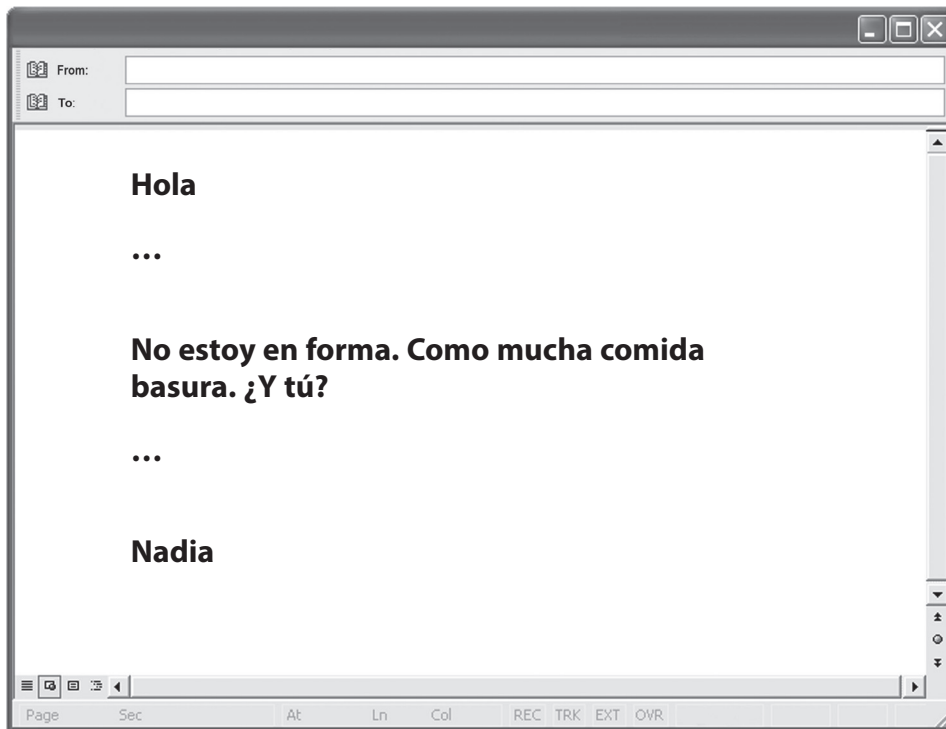 From:
To:
Hola
...
No estoy en forma. Como mucha comida
basura. ¿Y tú?
...
Nadia
Page Sec At Ln Col REC TRK EXT OVR